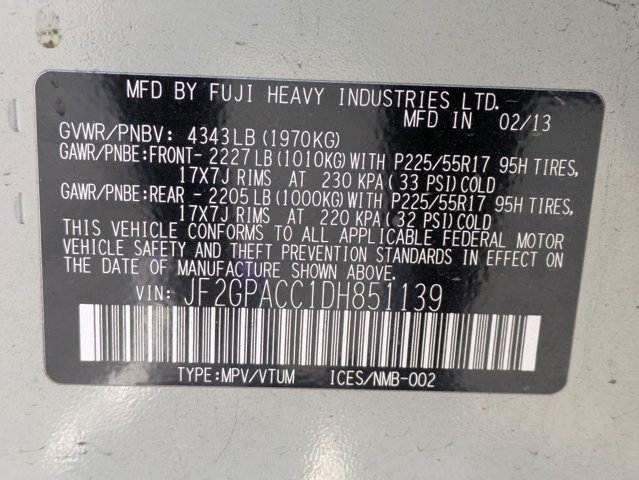 MFD BY FUJI HEAVY INDUSTRIES LTD.
MFD IN 02/13
GVWR/PNBV: 4343LB (1970KG)
GAWR/PNBE:FRONT- 2227LB (1010KG) WITH P225/55R17 95H TIRES,
17X7J RIMS AT 230 KPA (33 PSI) COLD
GAWR/PNBE:REAR - 2205LB (1000KG) WITH P225/55R17 95H TIRES,
17X7J RIMS AT 220 KPA (32 PSI) COLD
THIS VEHICLE CONFORMS TO ALL APPLICABLE FEDERAL MOTOR
VEHICLE SAFETY AND THEFT PREVENTION STANDARDS IN EFFECT ON
THE DATE OF MANUFACTURE SHOWN ABOVE.
VIN: JF2GPACC1DH851139
TYPE:MPV/VTUM ICES/NMB-002